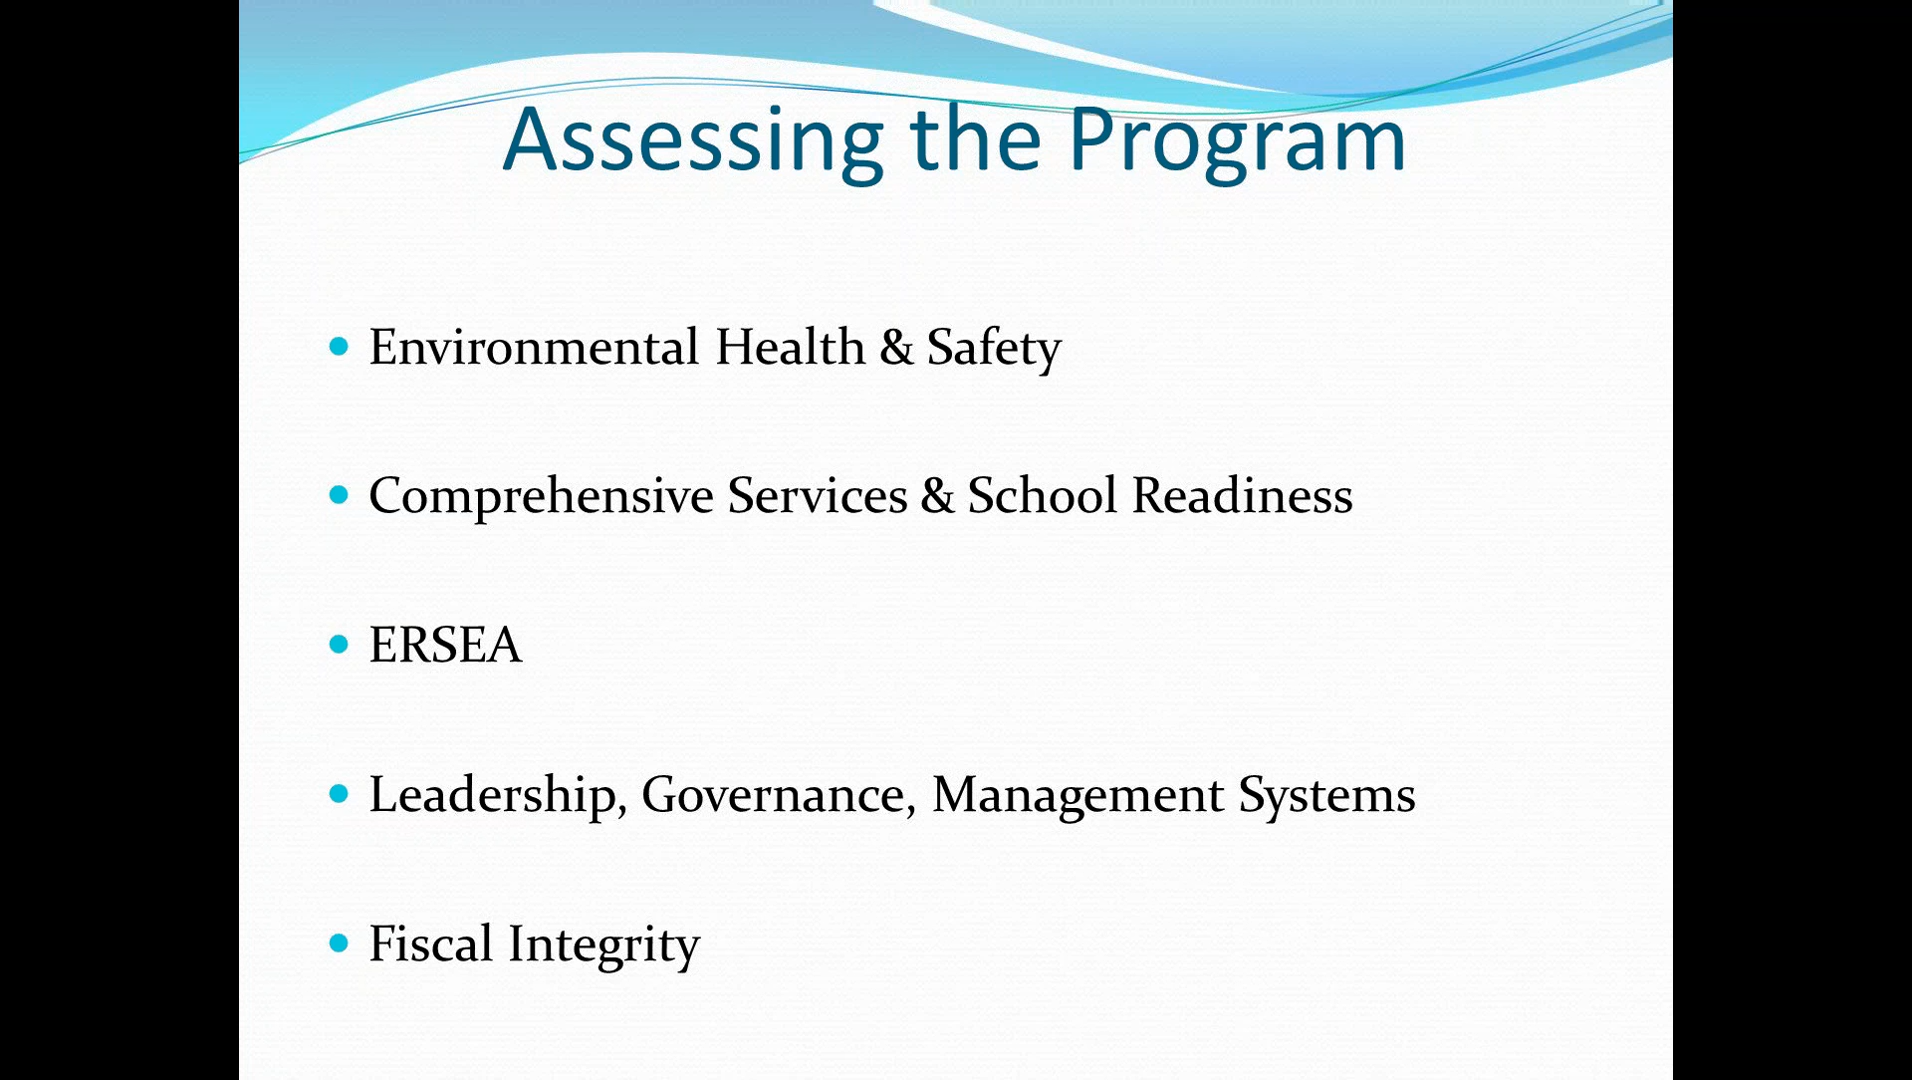 Assessing the Program
• Environmental Health & Safety
• Comprehensive Services & School Readiness
• ERSEA
• Leadership, Governance, Management Systems
• Fiscal Integrity